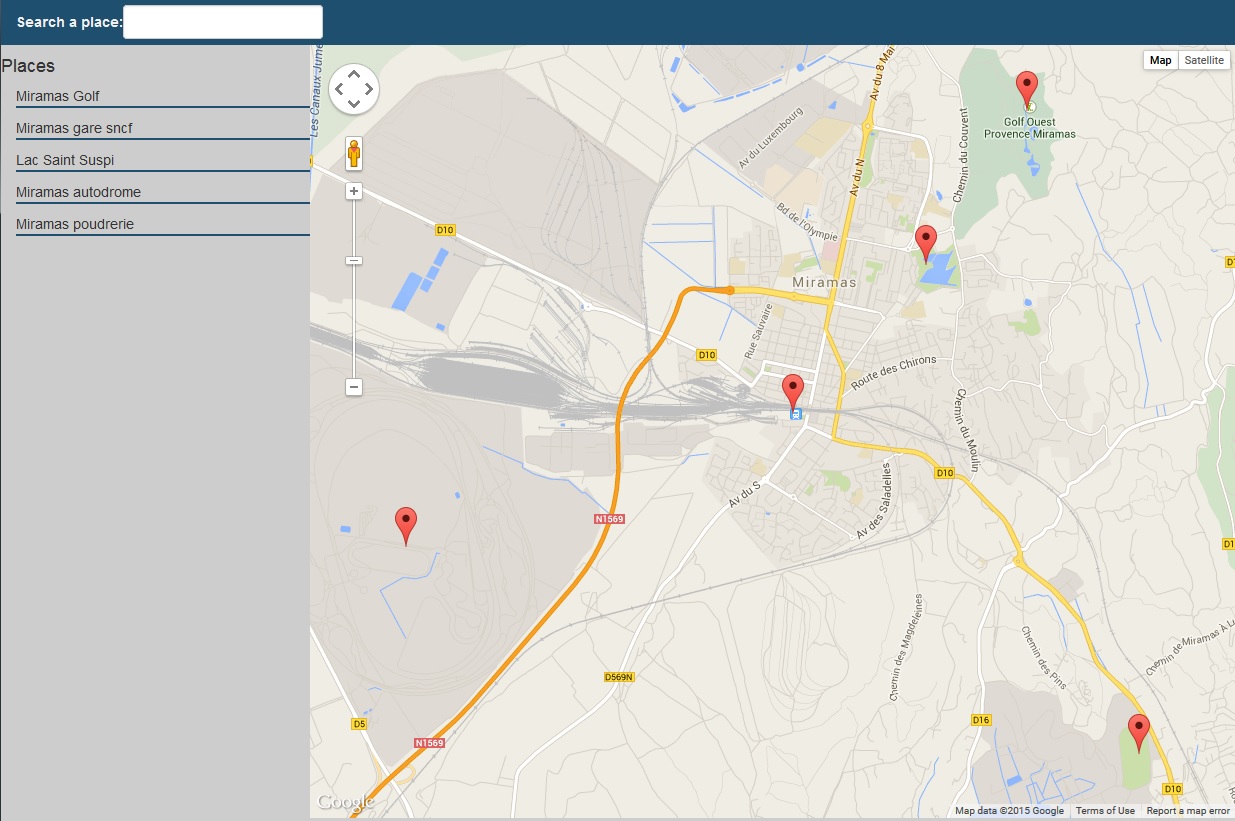 Search a place:
Places
Miramas Golf
Miramas gare sncf
Lac Saint Suspi
Miramas autodrome
Miramas poudrerie
Les Canaux Jume
Av du 8 Mai
Map
Satellite
Golf Ouest
Provence Miramas
Av du Luxembourg
Chemin du Couvent
Av du N
Bd de l'Olympie
D10
Miramas
Rue Sauvaire
D10
Route des Chirons
Chemin du Moulin
D10
Av du S
Av des Saladelles
N1569
Chemin des Magdeleines
Chemin des Pins
Chemin de Miramas À Lu
D569N
D5
N1569
D16
D10
Google
Map data ©2015 Google
Terms of Use
Report a map error